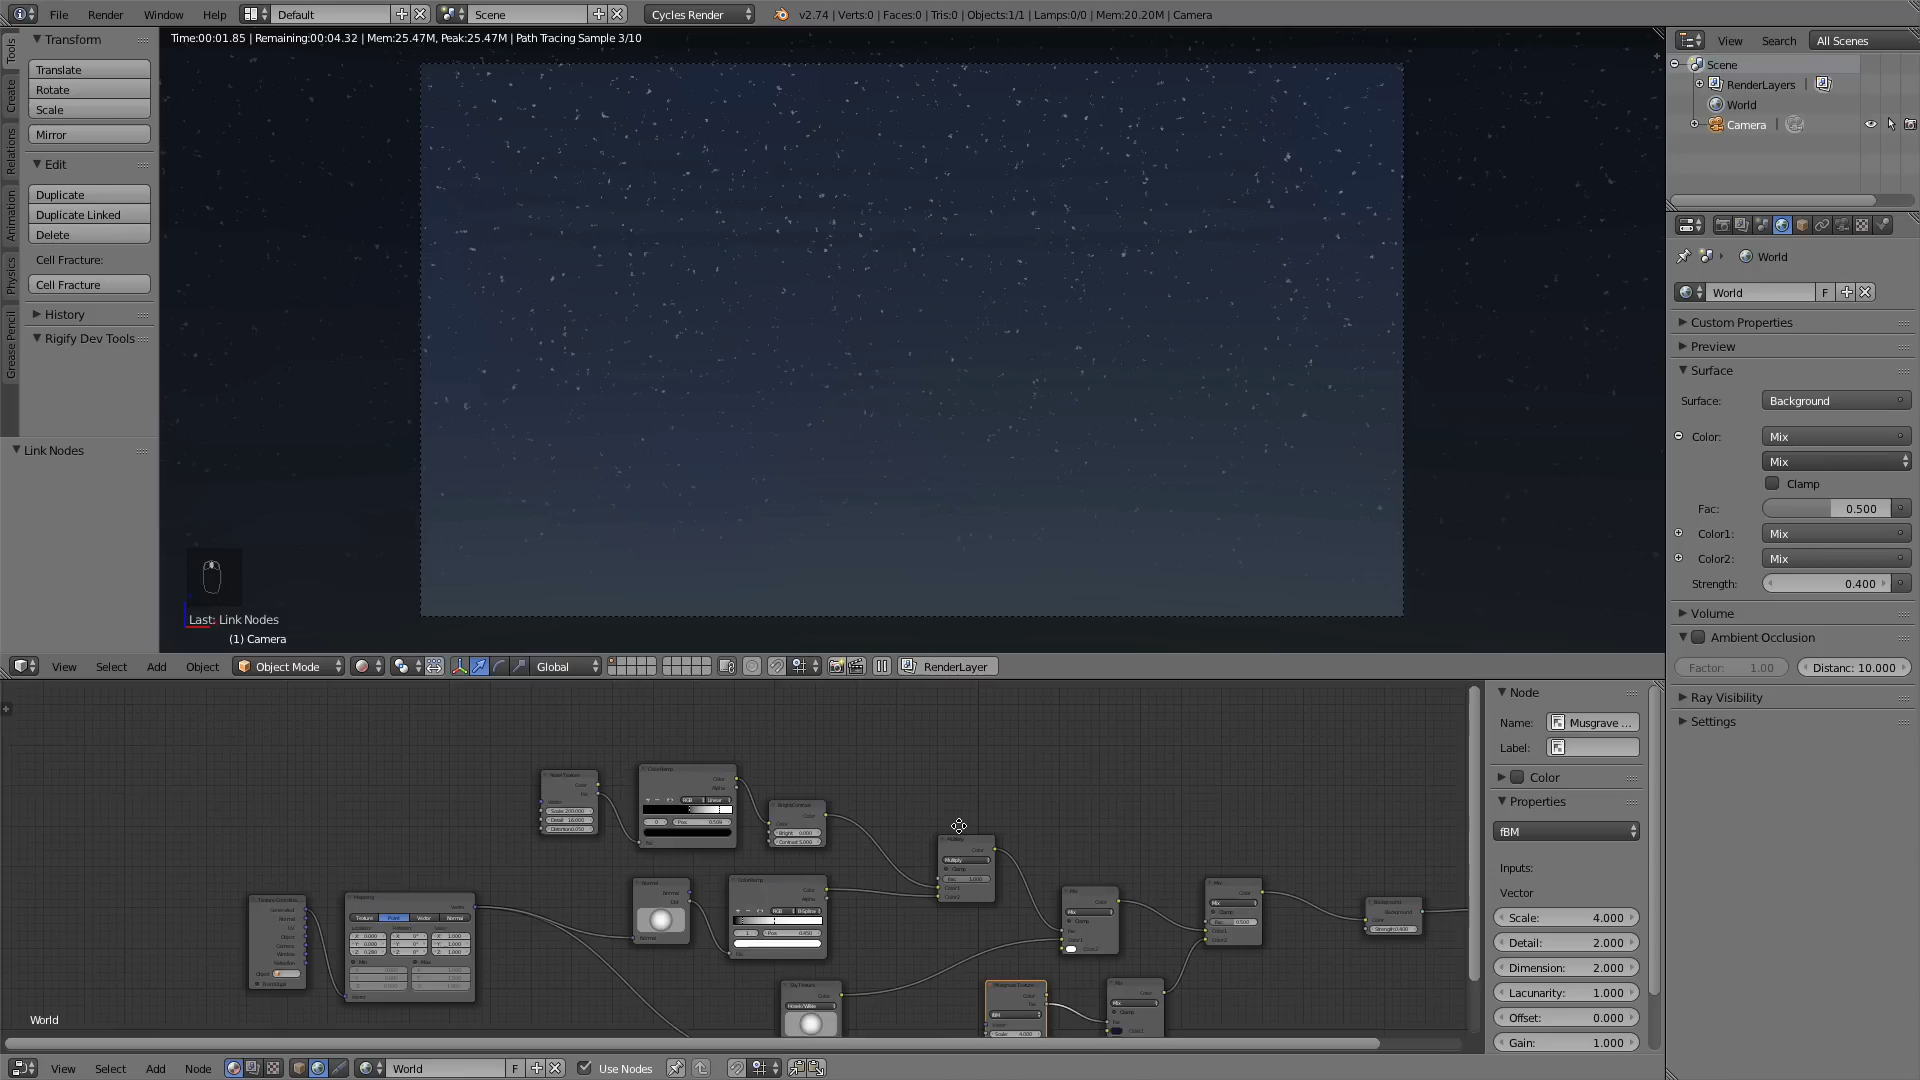 File Render Window Help Default Scene Cycles Render v2.74 | Verts:0 | Faces:0 | Tris:0 | Objects:1/1 | Lamps:0/0 | Mem:20.20M | Camera
Time:00:01.85 | Remaining:00:04.32 | Mem:25.47M, Peak:25.47M | Path Tracing Sample 3/10
Tools
Create
Relations
Animation
Physics
Grease Pencil
Transform
Translate
Rotate
Scale
Mirror
Edit
Duplicate
Duplicate Linked
Delete
Cell Fracture:
Cell Fracture
History
Rigify Dev Tools
Link Nodes
Last: Link Nodes
(1) Camera
View Search All Scenes
Scene
RenderLayers |
World
Camera |
World
World F
Custom Properties
Preview
Surface
Surface: Background
Color: Mix
Mix
Clamp
Fac: 0.500
Color1: Mix
Color2: Mix
Strength: 0.400
Volume
Ambient Occlusion
Factor: 1.00 Distanc: 10.000
Ray Visibility
Settings
View Select Add Object Object Mode Global RenderLayer
Node
Name: Musgrave ...
Label:
Color
Properties
fBM
Inputs:
Vector
Scale: 4.000
Detail: 2.000
Dimension: 2.000
Lacunarity: 1.000
Offset: 0.000
Gain: 1.000
World
View Select Add Node World F Use Nodes